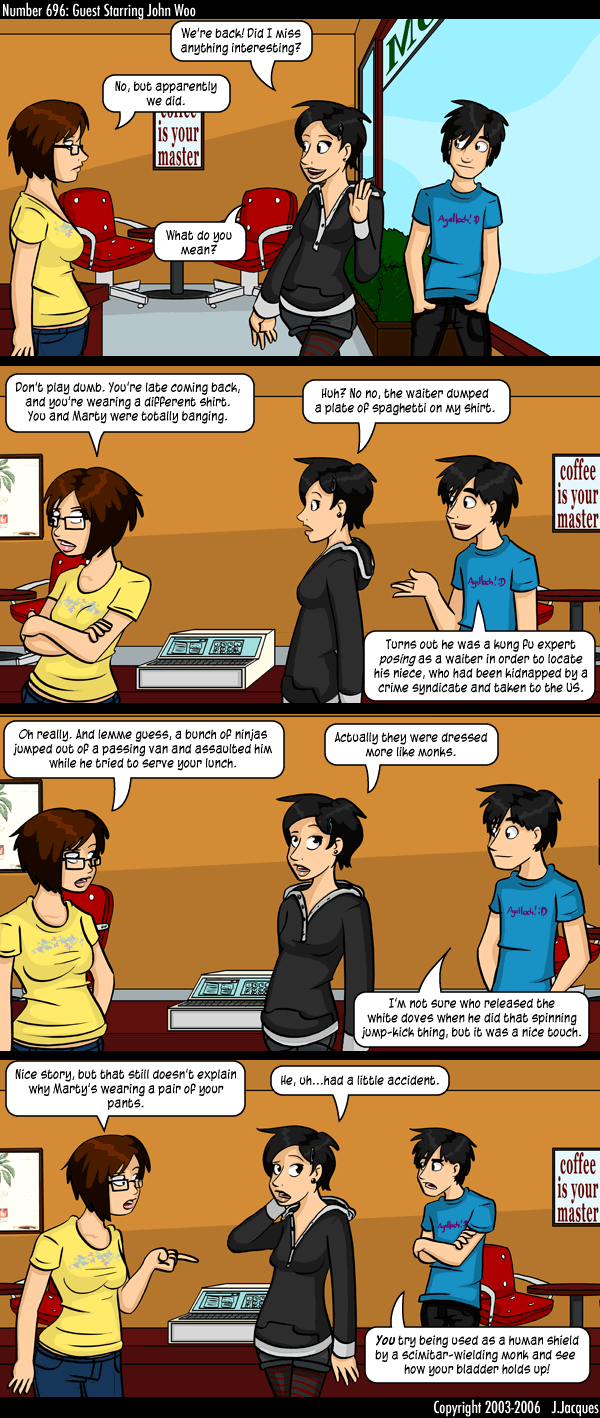 Number 696: Guest Starring John Woo
We're back! Did I miss
anything interesting?
No, but apparently
we did.
coffee
is your
master
What do you
mean?
Agalloch! :D
Don't play dumb. You're late coming back,
and you're wearing a different shirt.
You and Marty were totally banging.
Huh? No no, the waiter dumped
a plate of spaghetti on my shirt.
coffee
is your
master
Agalloch! :D
Turns out he was a kung fu expert
posing as a waiter in order to locate
his niece, who had been kidnapped by a
crime syndicate and taken to the US.
Oh really. And lemme guess, a bunch of ninjas
jumped out of a passing van and assaulted him
while he tried to serve your lunch.
Actually they were dressed
more like monks.
Agalloch! :D
I'm not sure who released the
white doves when he did that spinning
jump-kick thing, but it was a nice touch.
Nice story, but that still doesn't explain
why Marty's wearing a pair of your
pants.
He, uh...had a little accident.
coffee
is your
master
Agalloch! :D
You try being used as a human shield
by a scimitar-wielding monk and see
how your bladder holds up!
Copyright 2003-2006 J.Jacques